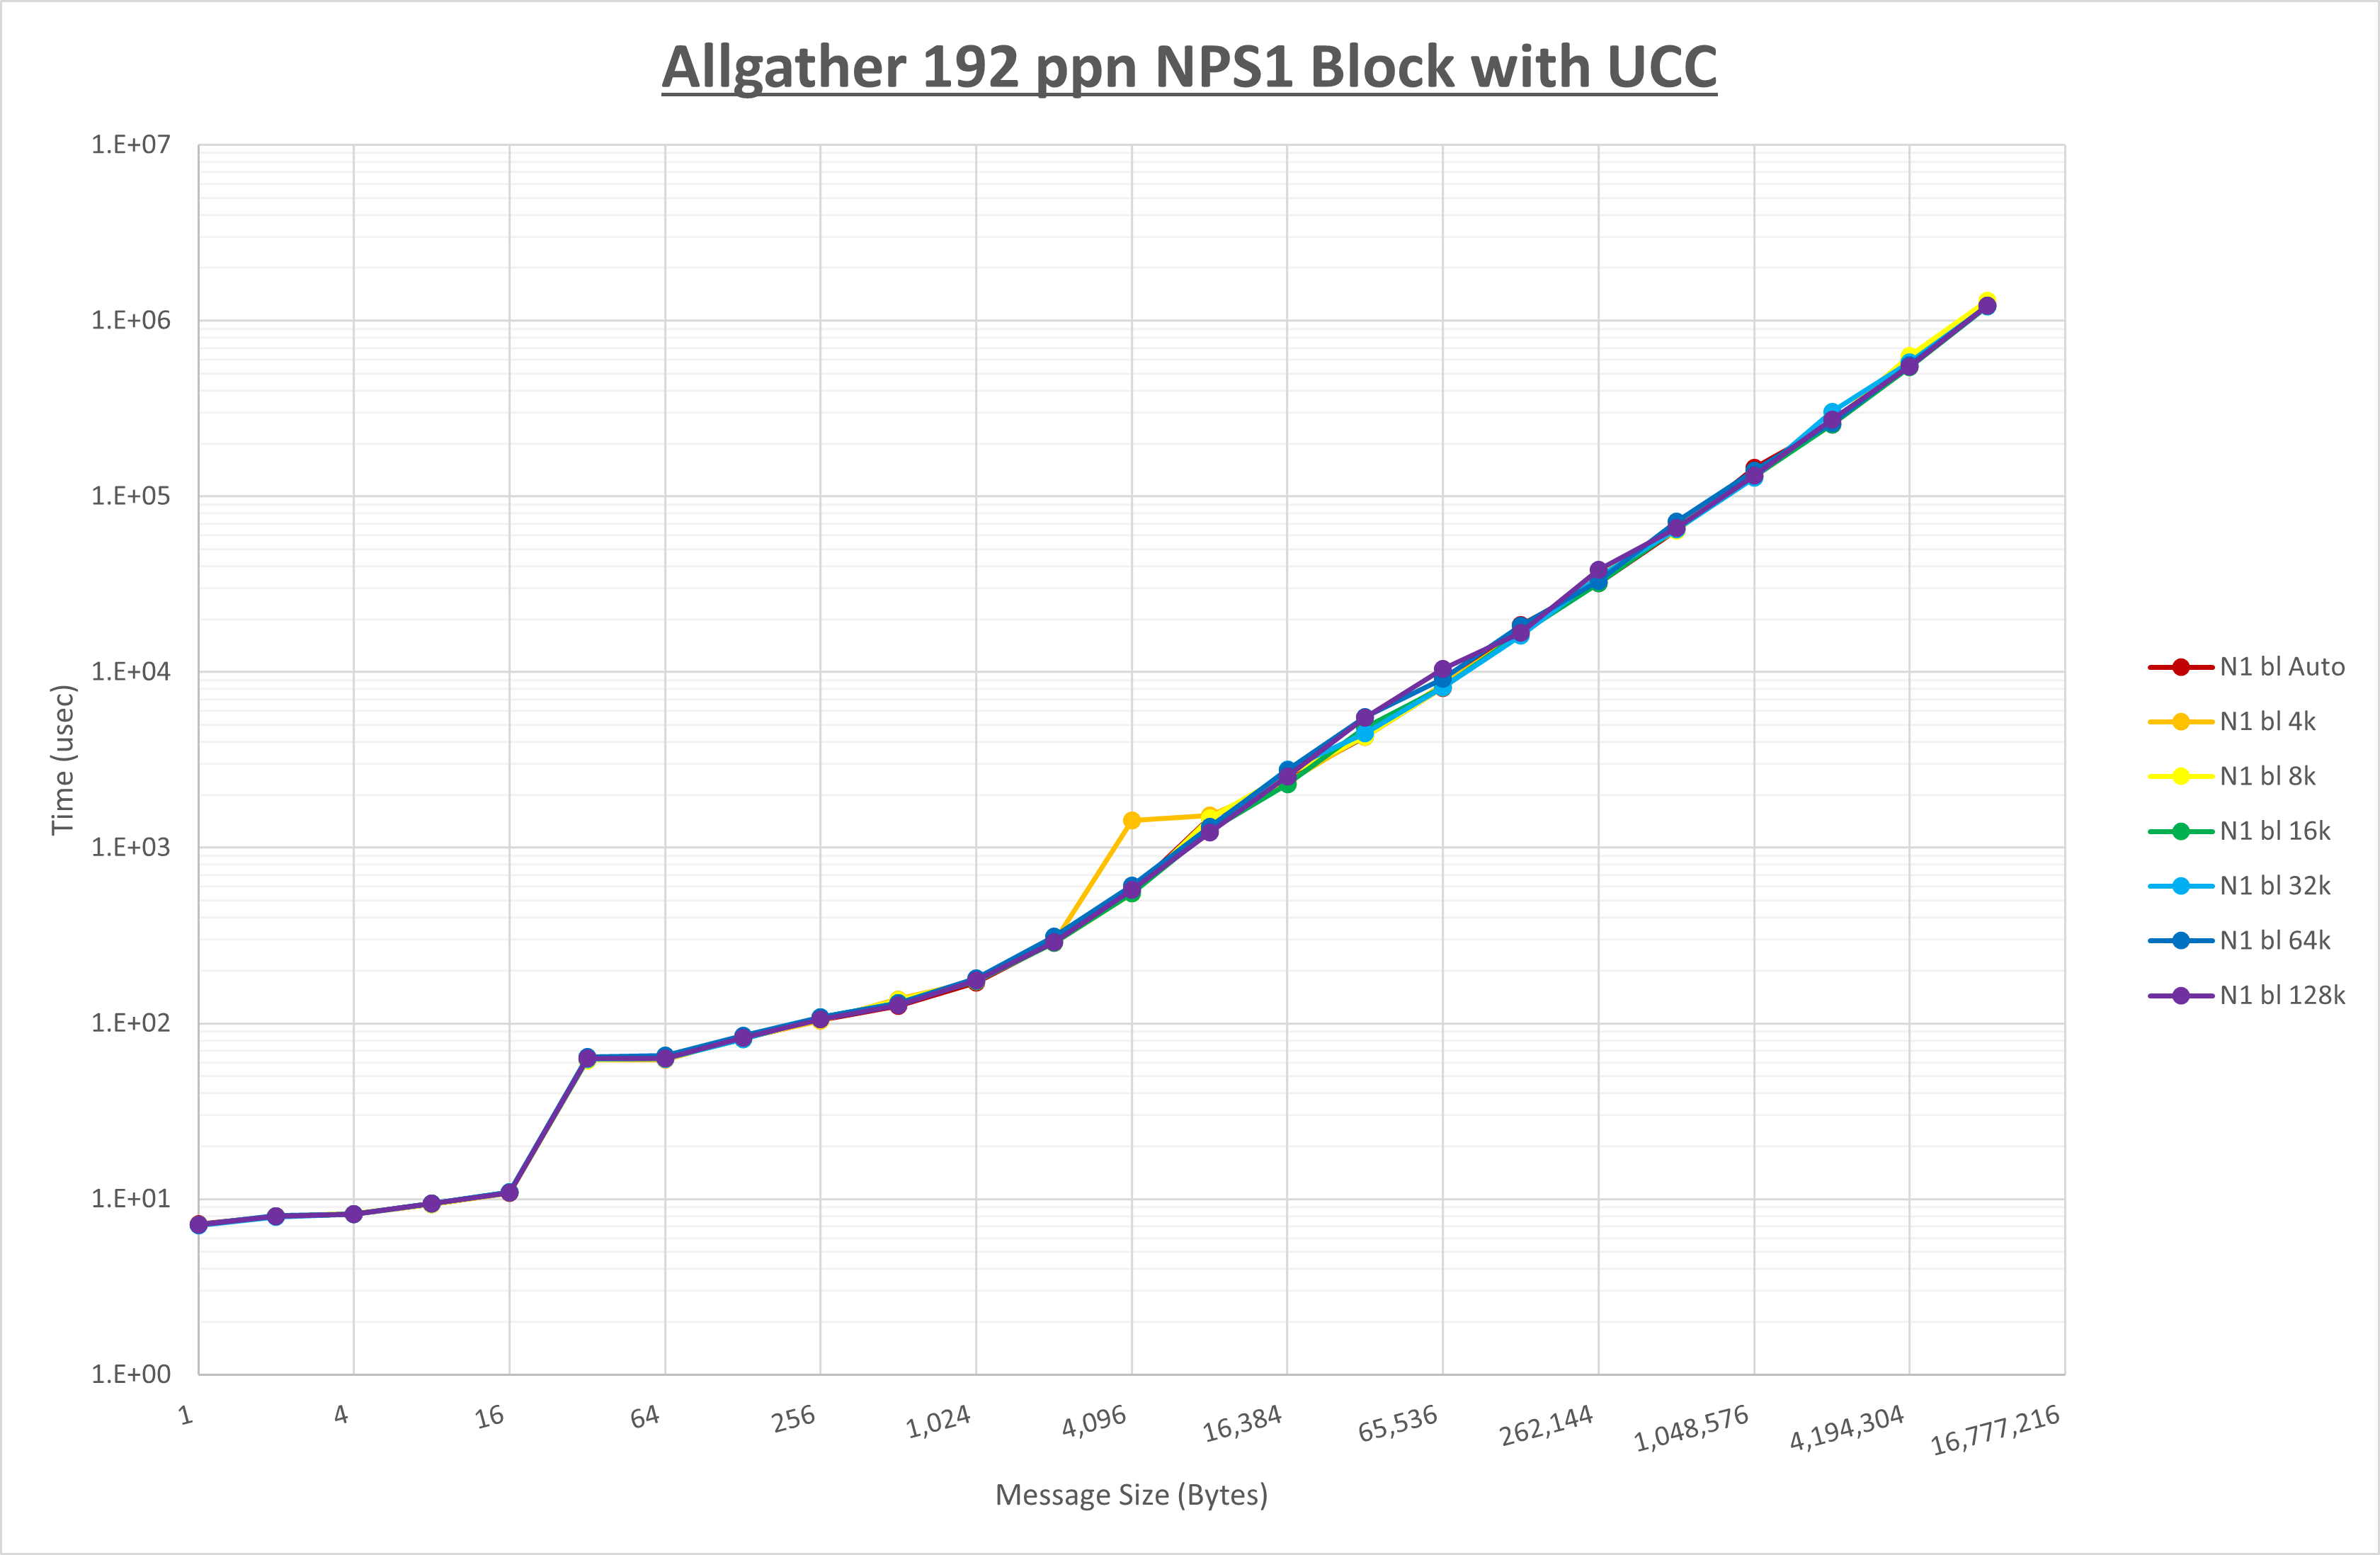 Allgather 192 ppn NPS1 Block with UCC
1.E+07
1.E+06
1.E+05
1.E+04
1.E+03
1.E+02
1.E+01
1.E+00
Time (usec)
1
4
16
64
256
1,024
4,096
16,384
65,536
262,144
1,048,576
4,194,304
16,777,216
Message Size (Bytes)
N1 bl Auto
N1 bl 4k
N1 bl 8k
N1 bl 16k
N1 bl 32k
N1 bl 64k
N1 bl 128k